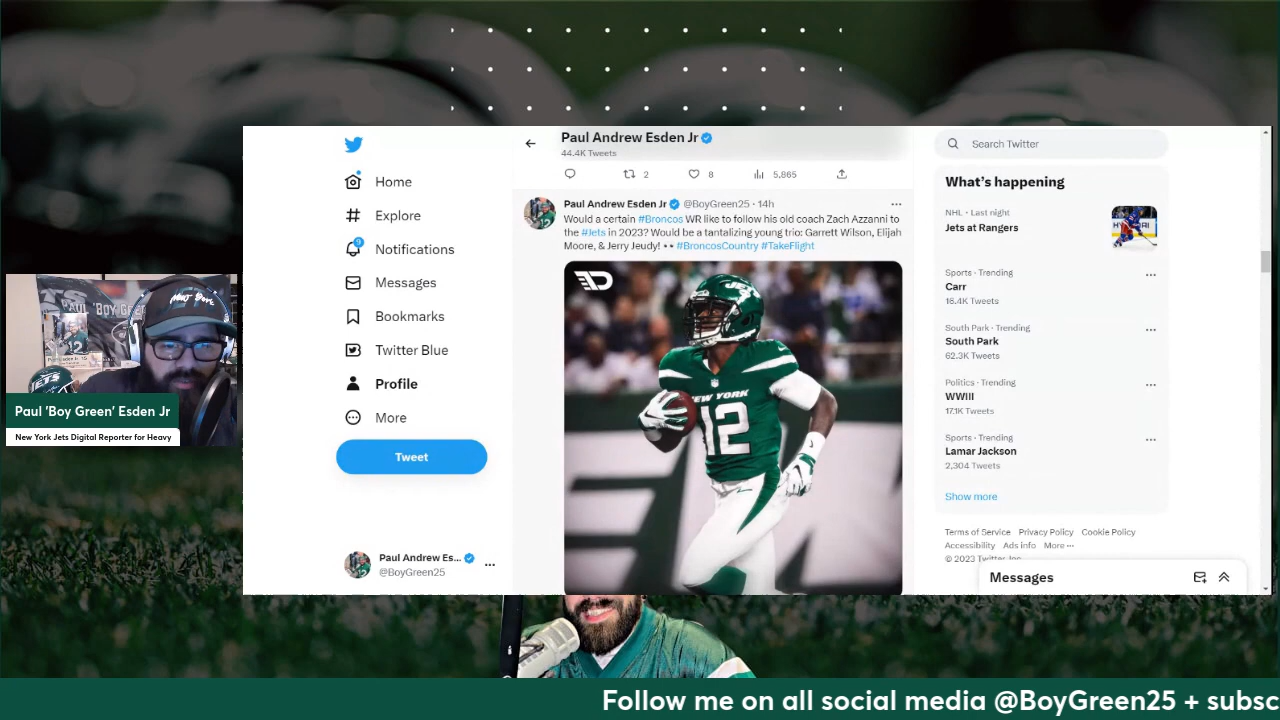 Paul Andrew Esden Jr
44.4K Tweets
2
8
5,865
Home
Explore
9
Notifications
Messages
Bookmarks
Twitter Blue
Profile
More
Tweet
Paul Andrew Es...
@BoyGreen25
Paul Andrew Esden Jr @BoyGreen25 · 14h
Would a certain #Broncos WR like to follow his old coach Zach Azzanni to
the #Jets in 2023? Would be a tantalizing young trio: Garrett Wilson, Elijah
Moore, & Jerry Jeudy! 👀 #BroncosCountry #TakeFlight
JETS
NEW YORK
12
Search Twitter
What's happening
NHL · Last night
Jets at Rangers
Sports · Trending
Carr
16.4K Tweets
South Park · Trending
South Park
62.3K Tweets
Politics · Trending
WWIII
17.1K Tweets
Sports · Trending
Lamar Jackson
2,304 Tweets
Show more
Terms of Service Privacy Policy Cookie Policy
Accessibility Ads info More ···
© 2023 Twitter, Inc.
Messages
JETS
Paul 'Boy Green' Esden Jr
New York Jets Digital Reporter for Heavy
Follow me on all social media @BoyGreen25 + subsc